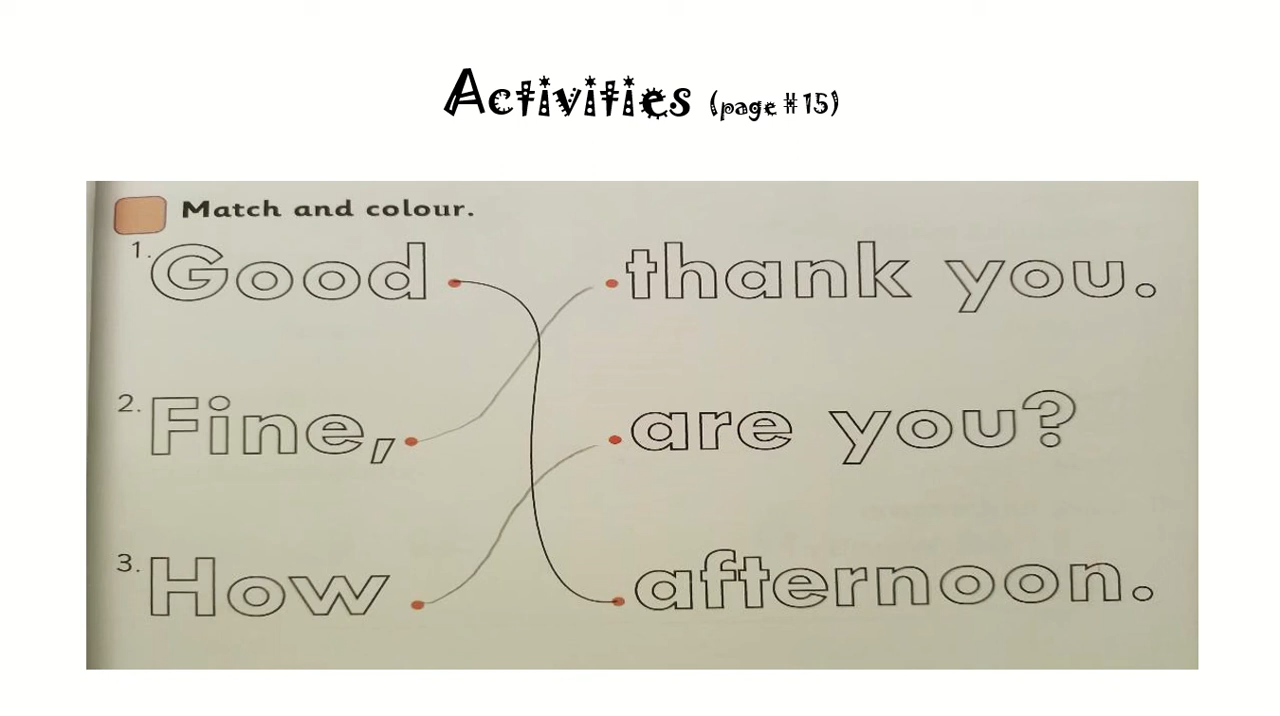 Activities (page #15)
Match and colour.
1. Good thank you.
2. Fine, are you?
3. How afternoon.